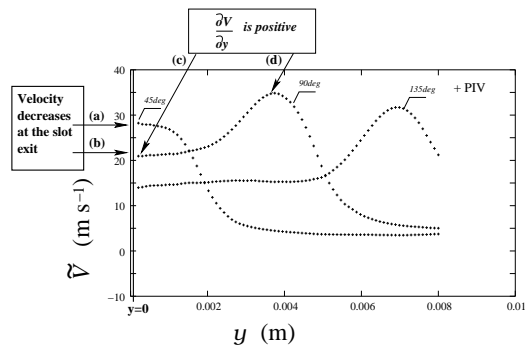 ∂V/∂y is positive
(c)
(d)
Velocity decreases at the slot exit
(a)
(b)
45deg
90deg
135deg
+ PIV
40
30
20
15
10
0
−10
Ṽ (m s⁻¹)
y=0
0.002
0.004
0.006
0.008
0.01
y (m)